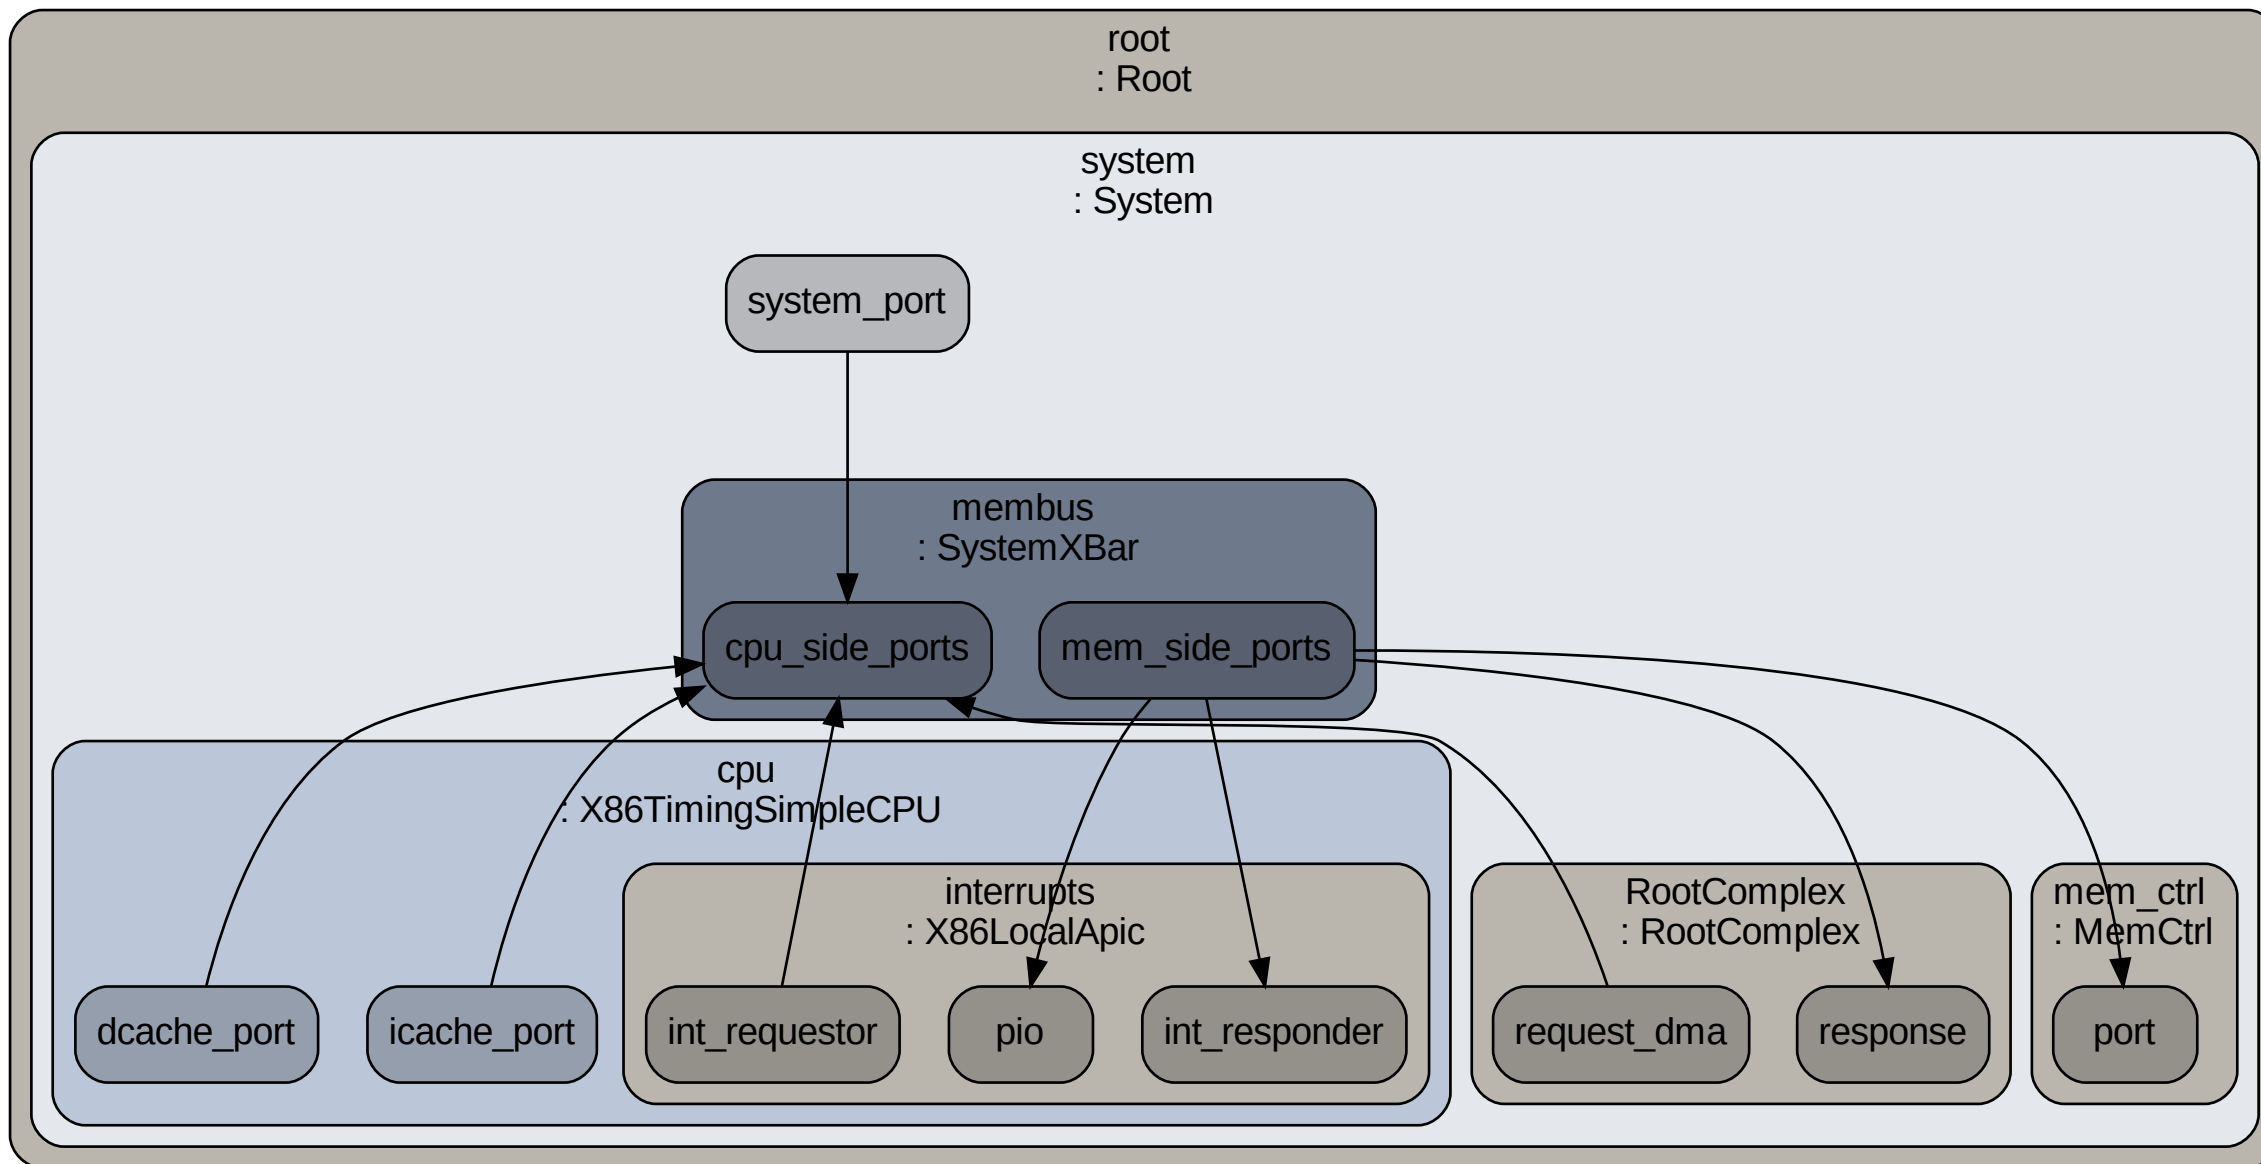 root
: Root
system
: System
system_port
membus
: SystemXBar
cpu_side_ports
mem_side_ports
cpu
: X86TimingSimpleCPU
interrupts
: X86LocalApic
RootComplex
: RootComplex
mem_ctrl
: MemCtrl
dcache_port
icache_port
int_requestor
pio
int_responder
request_dma
response
port